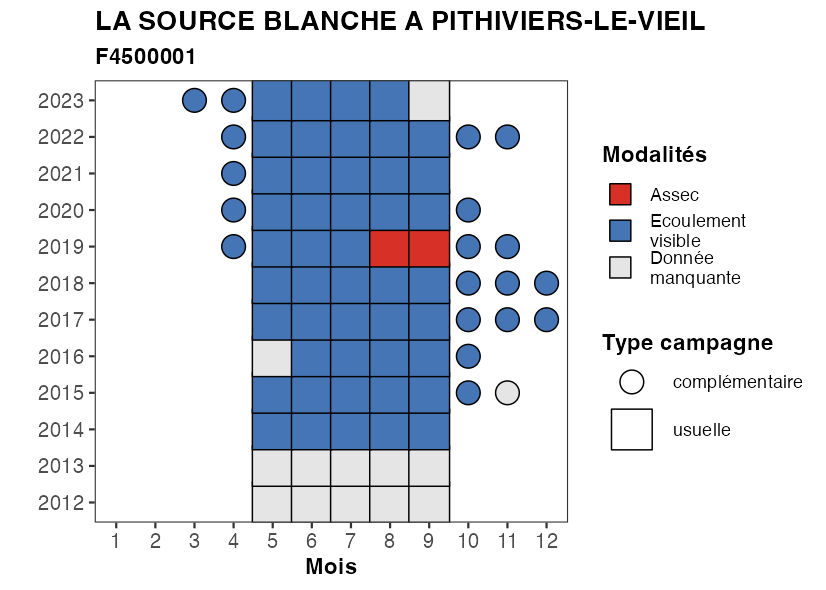 LA SOURCE BLANCHE A PITHIVIERS-LE-VIEIL
F4500001
2023
2022
2021
2020
2019
2018
2017
2016
2015
2014
2013
2012
1 2 3 4 5 6 7 8 9 10 11 12
Mois
Modalités
Assec
Ecoulement
visible
Donnée
manquante
Type campagne
complémentaire
usuelle